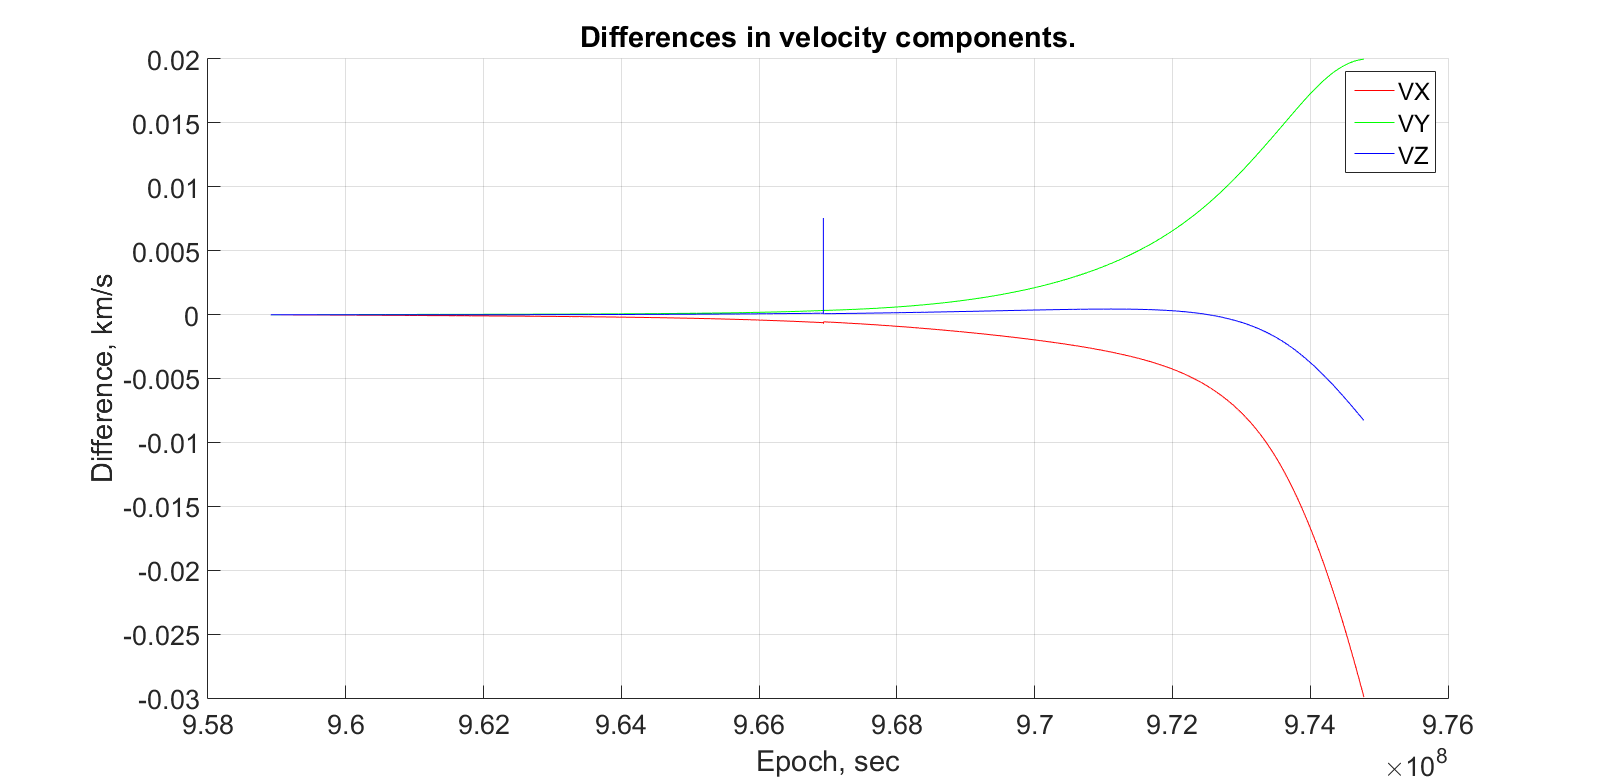 Differences in velocity components.
0.02
0.015
0.01
0.005
0
-0.005
-0.01
-0.015
-0.02
-0.025
-0.03
Difference, km/s
VX
VY
VZ
9.58 9.6 9.62 9.64 9.66 9.68 9.7 9.72 9.74 9.76
Epoch, sec
×10⁸